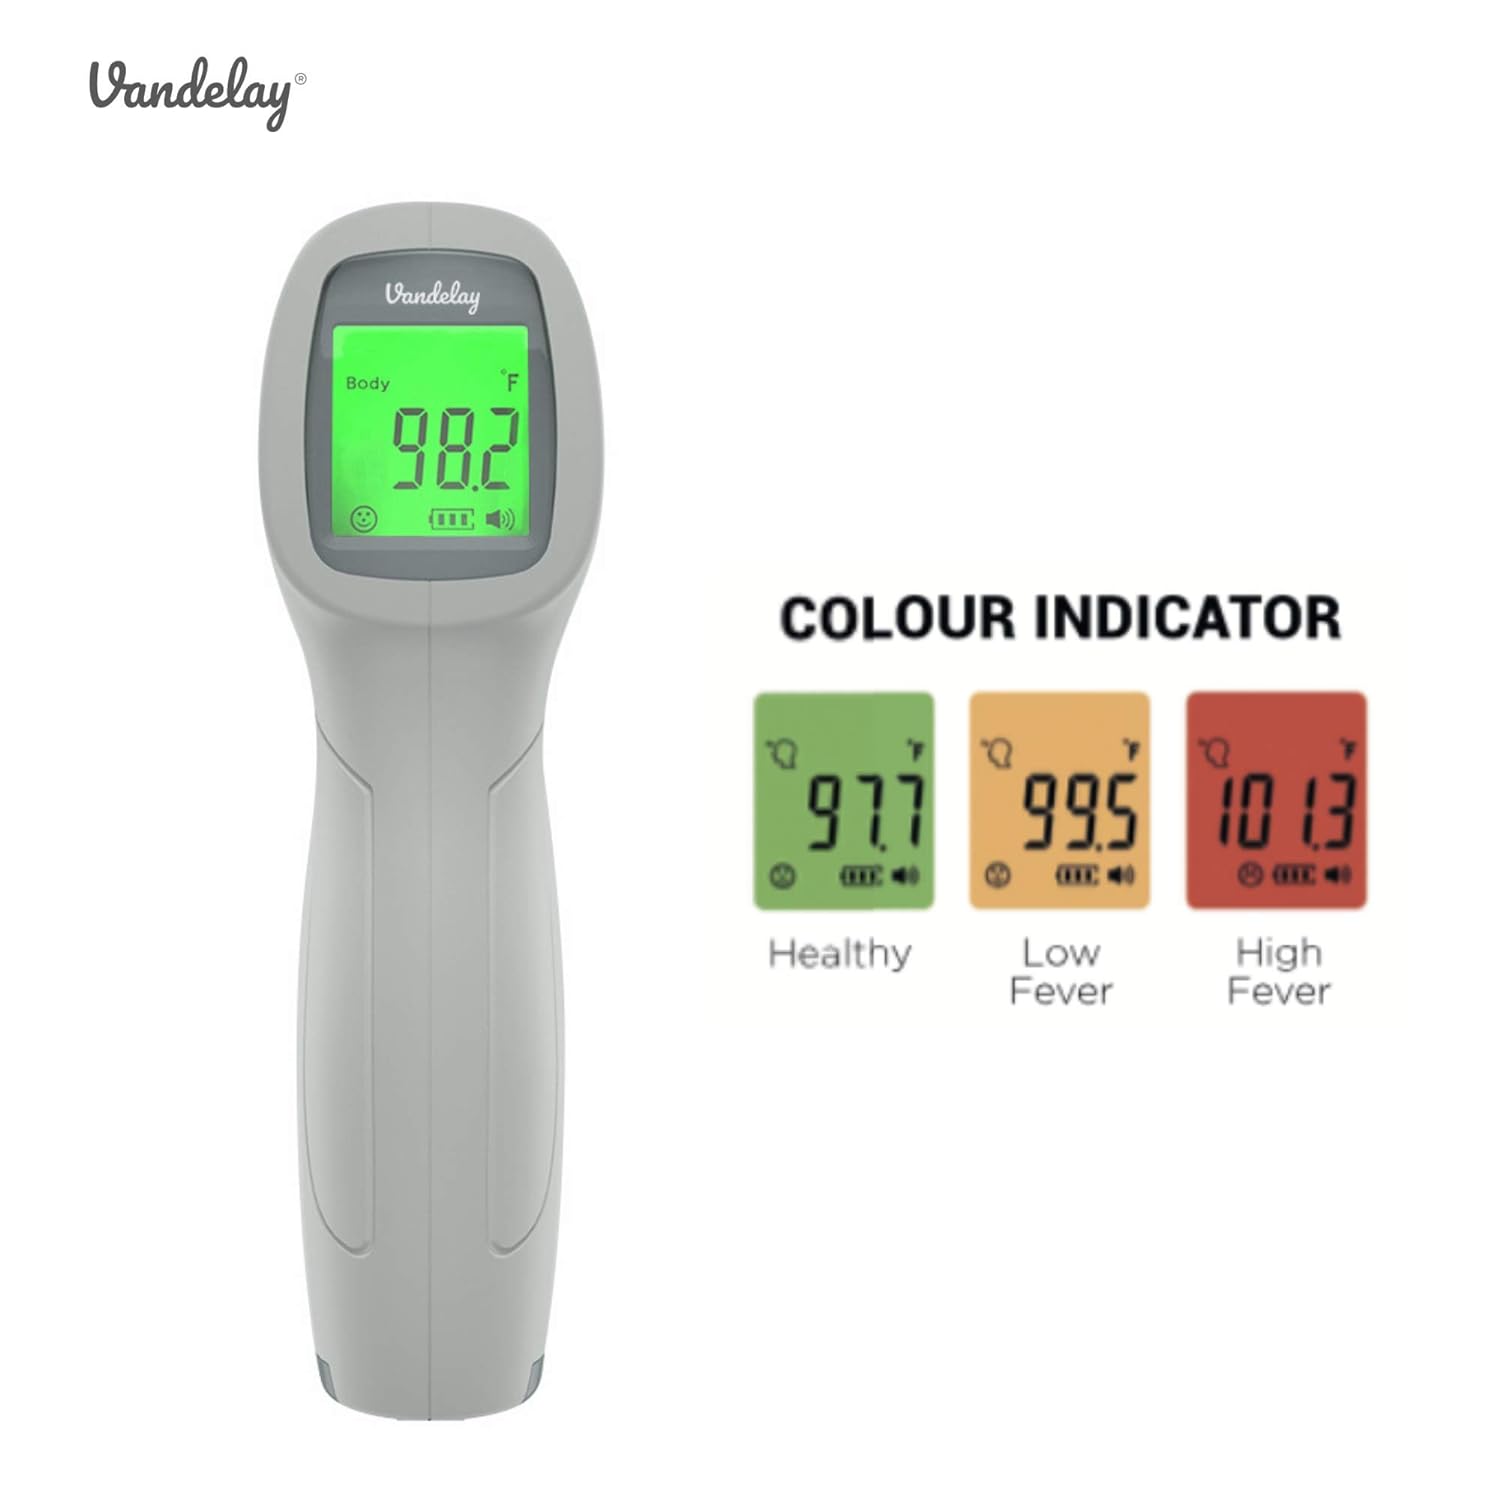 Vandelay®
Vandelay
Body °F
98.2
COLOUR INDICATOR
°F °F °F
97.7 99.5 101.3
Healthy Low Fever High Fever